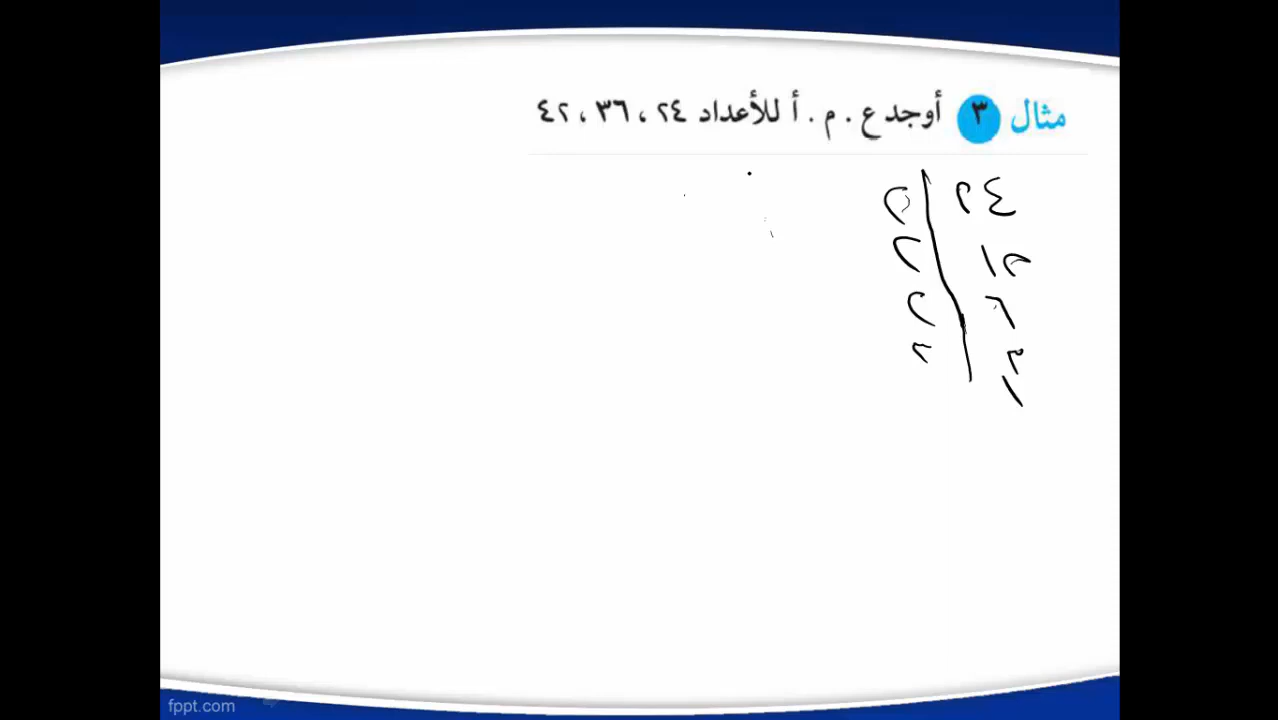 مثال ٣ أوجد ع . م . أ للأعداد ٢٤ ، ٣٦ ، ٤٢
٢٤ ٢
١٢ ٢
٦ ٢
٣ ٣
١
fppt.com